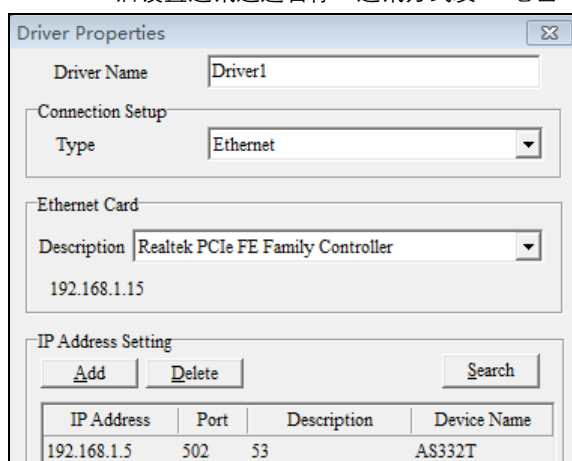 Driver Properties
Driver Name Driver1
Connection Setup
Type Ethernet
Ethernet Card
Description Realtek PCIe FE Family Controller
192.168.1.15
IP Address Setting
Add Delete Search
IP Address Port Description Device Name
192.168.1.5 502 53 AS332T